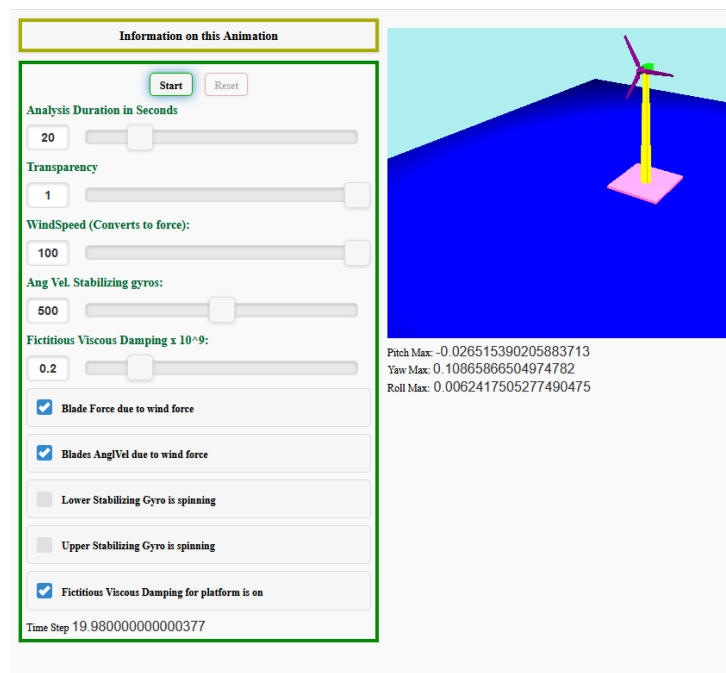 Information on this Animation
Start Reset
Analysis Duration in Seconds
20
Transparency
1
WindSpeed (Converts to force):
100
Ang Vel. Stabilizing gyros:
500
Fictitious Viscous Damping x 10^9:
0.2
Blade Force due to wind force
Blades AnglVel due to wind force
Lower Stabilizing Gyro is spinning
Upper Stabilizing Gyro is spinning
Fictitious Viscous Damping for platform is on
Time Step 19.980000000000377
Pitch Max: -0.026515390205883713
Yaw Max: 0.10865866504974782
Roll Max: 0.0062417505277490475